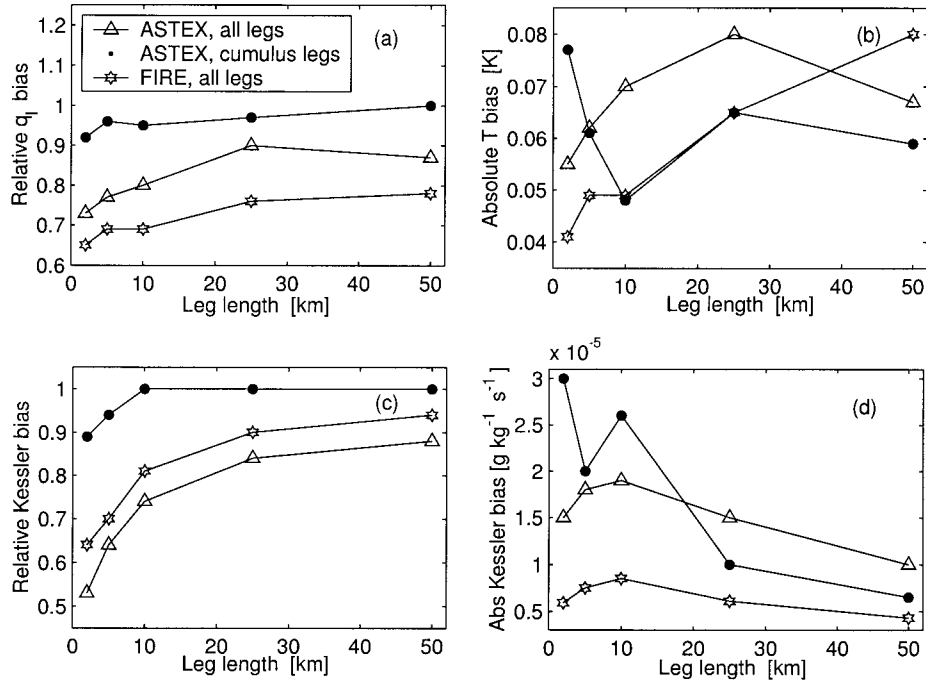 ASTEX, all legs
ASTEX, cumulus legs
FIRE, all legs
(a)
Relative q_l bias
1
0.9
0.8
0.7
0.6
0 10 20 30 40 50
Leg length [km]
(b)
Absolute T bias [K]
0.08
0.07
0.06
0.05
0.04
0 10 20 30 40 50
Leg length [km]
(c)
Relative Kessler bias
1
0.9
0.8
0.7
0.6
0.5
0 10 20 30 40 50
Leg length [km]
x 10⁻⁵
(d)
Abs Kessler bias [g kg⁻¹ s⁻¹]
3
2.5
2
1.5
1
0.5
0 10 20 30 40 50
Leg length [km]